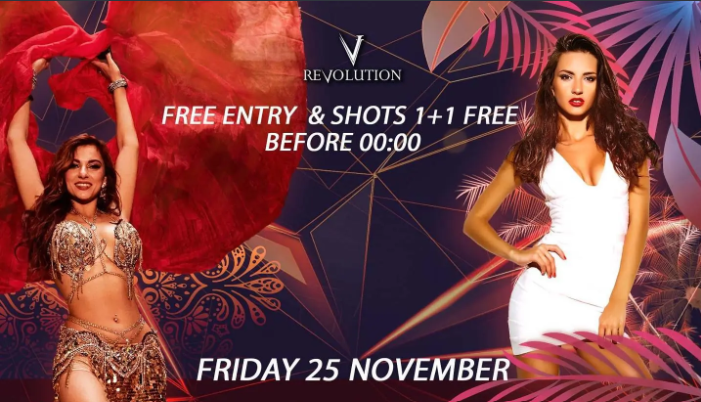 REVOLUTION
FREE ENTRY & SHOTS 1+1 FREE
BEFORE 00:00
FRIDAY 25 NOVEMBER